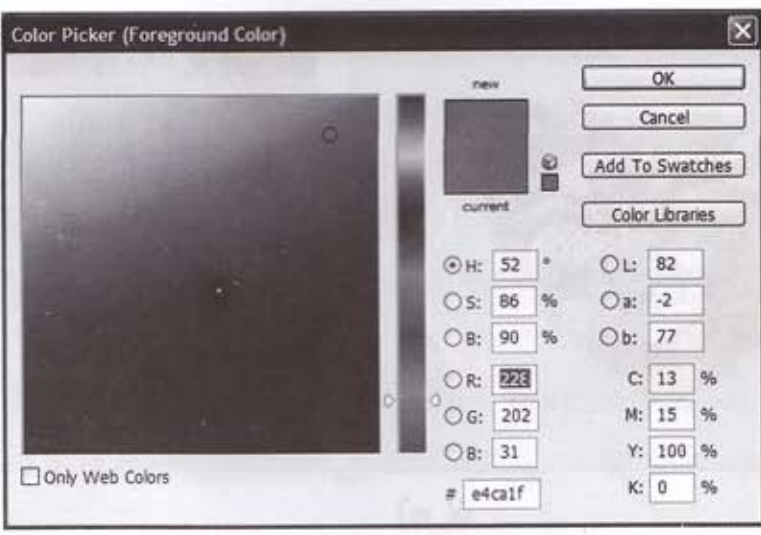 Color Picker (Foreground Color)
new
current
OK
Cancel
Add To Swatches
Color Libraries
H: 52 °
S: 86 %
B: 90 %
R: 228
G: 202
B: 31
# e4ca1f
L: 82
a: -2
b: 77
C: 13 %
M: 15 %
Y: 100 %
K: 0 %
Only Web Colors